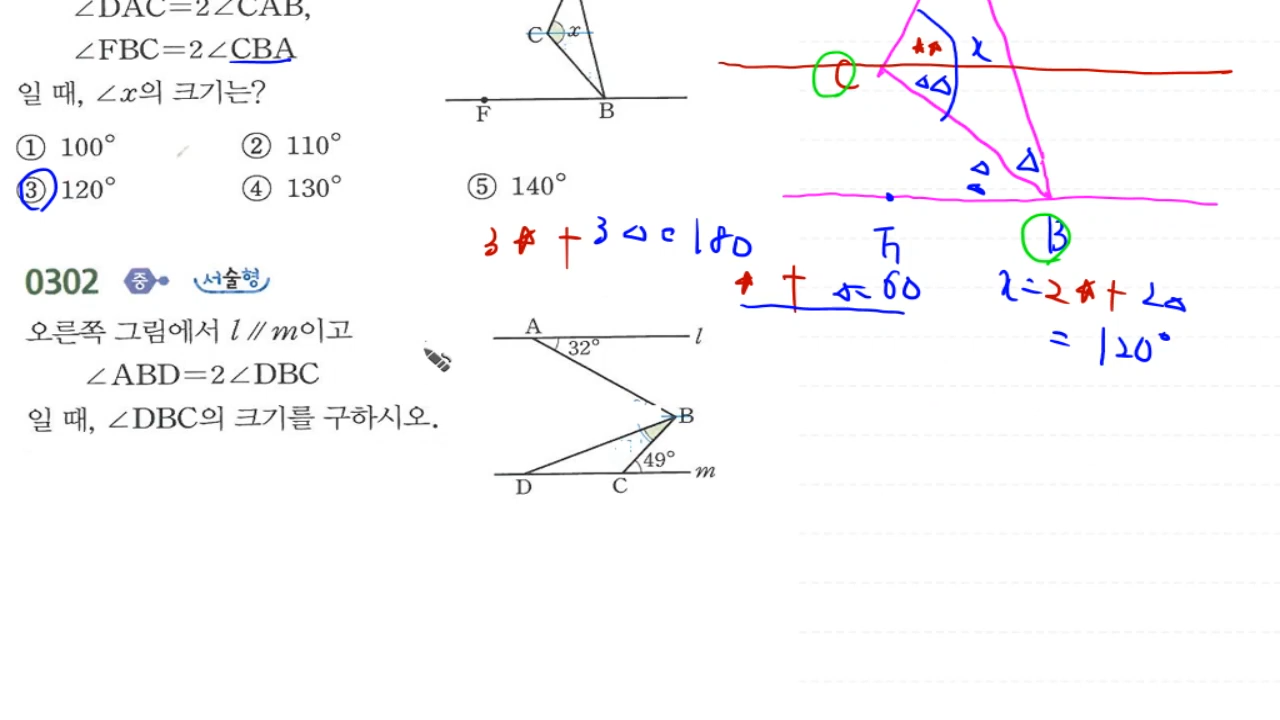 ∠DAC=2∠CAB,
∠FBC=2∠CBA
일 때, ∠x의 크기는?
① 100° ② 110°
③ 120° ④ 130° ⑤ 140°
C x
F B
C
x
F B
3★+3△=180
★+△=60
x=2★+2△
=120°
0302 중 서술형
오른쪽 그림에서 l∥m이고
∠ABD=2∠DBC
일 때, ∠DBC의 크기를 구하시오.
A l
32°
B
49° m
D C